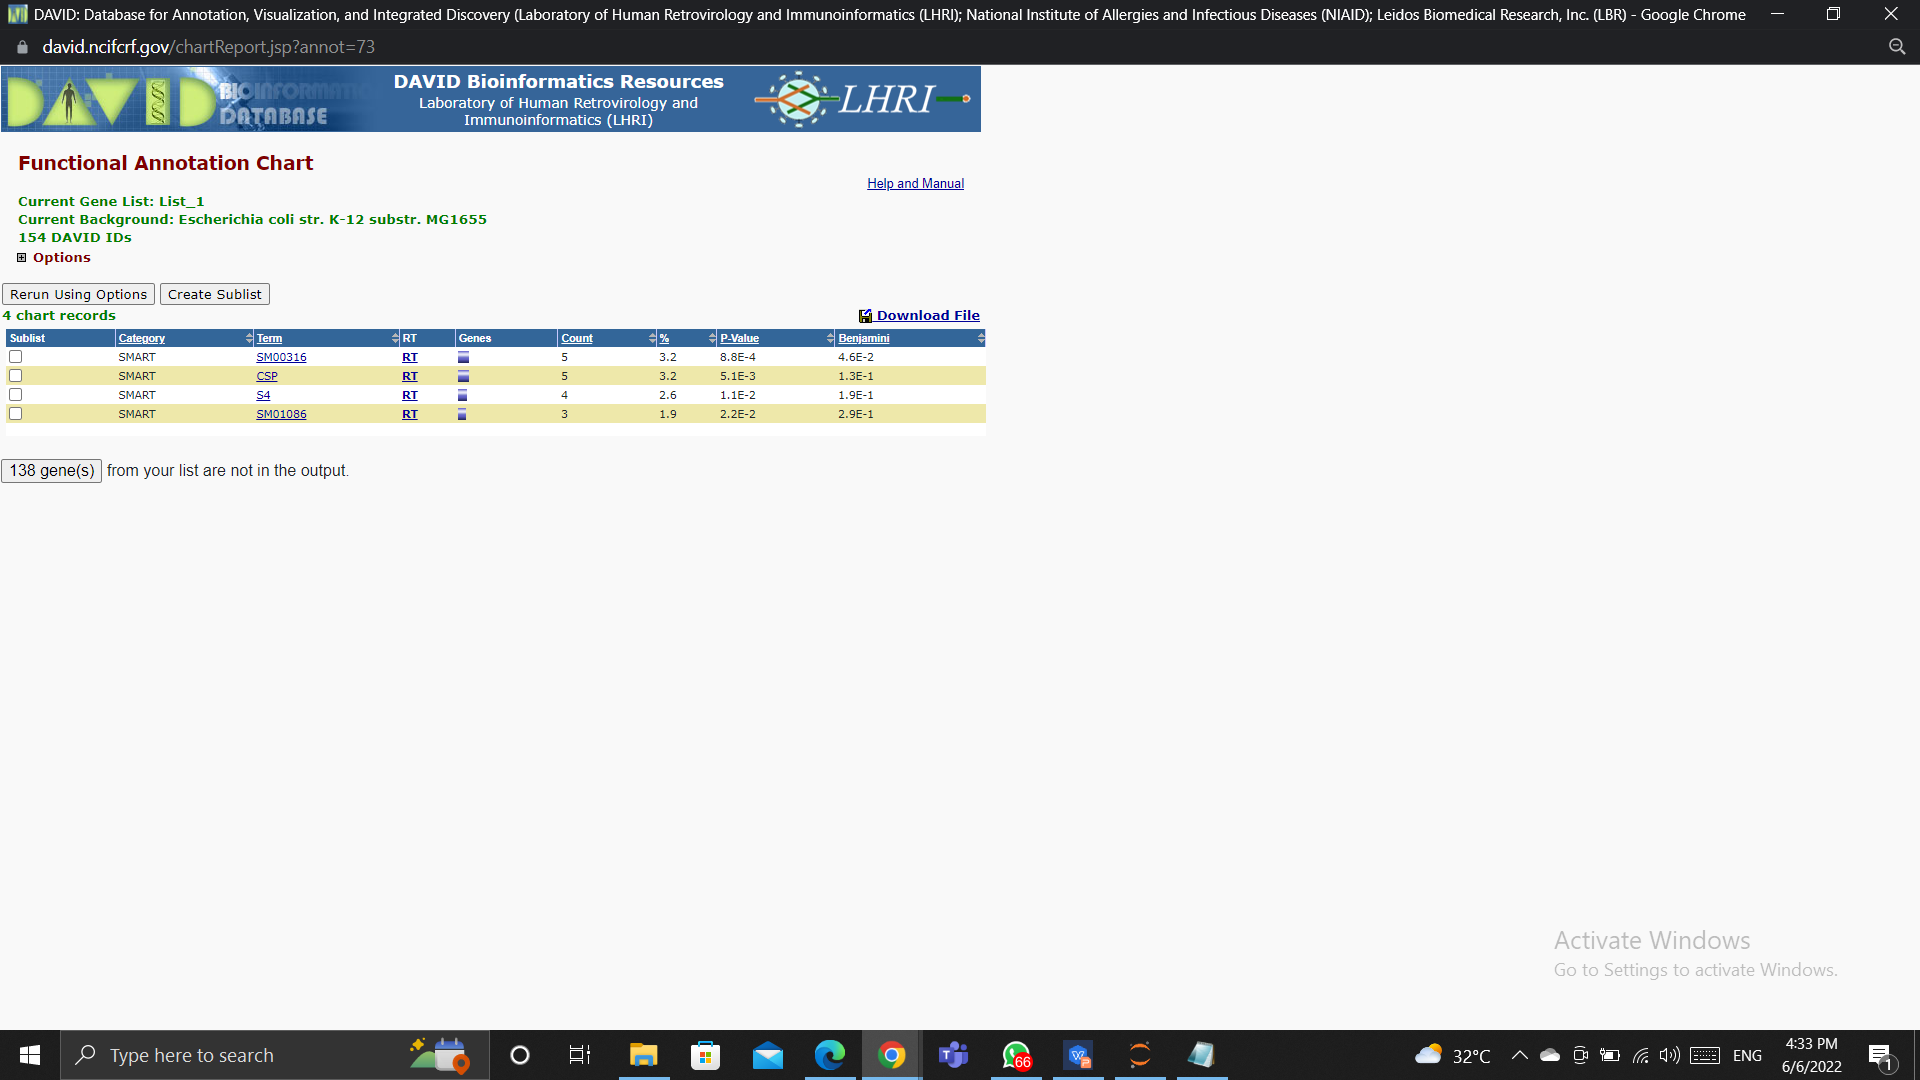 DAVID: Database for Annotation, Visualization, and Integrated Discovery (Laboratory of Human Retrovirology and Immunoinformatics (LHRI); National Institute of Allergies and Infectious Diseases (NIAID); Leidos Biomedical Research, Inc. (LBR) - Google Chrome
david.ncifcrf.gov/chartReport.jsp?annot=73
DAVID BIOINFORMATICS DATABASE
DAVID Bioinformatics Resources
Laboratory of Human Retrovirology and
Immunoinformatics (LHRI)
LHRI
Functional Annotation Chart
Help and Manual
Current Gene List: List_1
Current Background: Escherichia coli str. K-12 substr. MG1655
154 DAVID IDs
Options
Rerun Using Options Create Sublist
4 chart records Download File
Sublist Category Term RT Genes Count % P-Value Benjamini
SMART SM00316 RT 5 3.2 8.8E-4 4.6E-2
SMART CSP RT 5 3.2 5.1E-3 1.3E-1
SMART S4 RT 4 2.6 1.1E-2 1.9E-1
SMART SM01086 RT 3 1.9 2.2E-2 2.9E-1
138 gene(s) from your list are not in the output.
Activate Windows
Go to Settings to activate Windows.
Type here to search
66
32°C
ENG
4:33 PM
6/6/2022
1